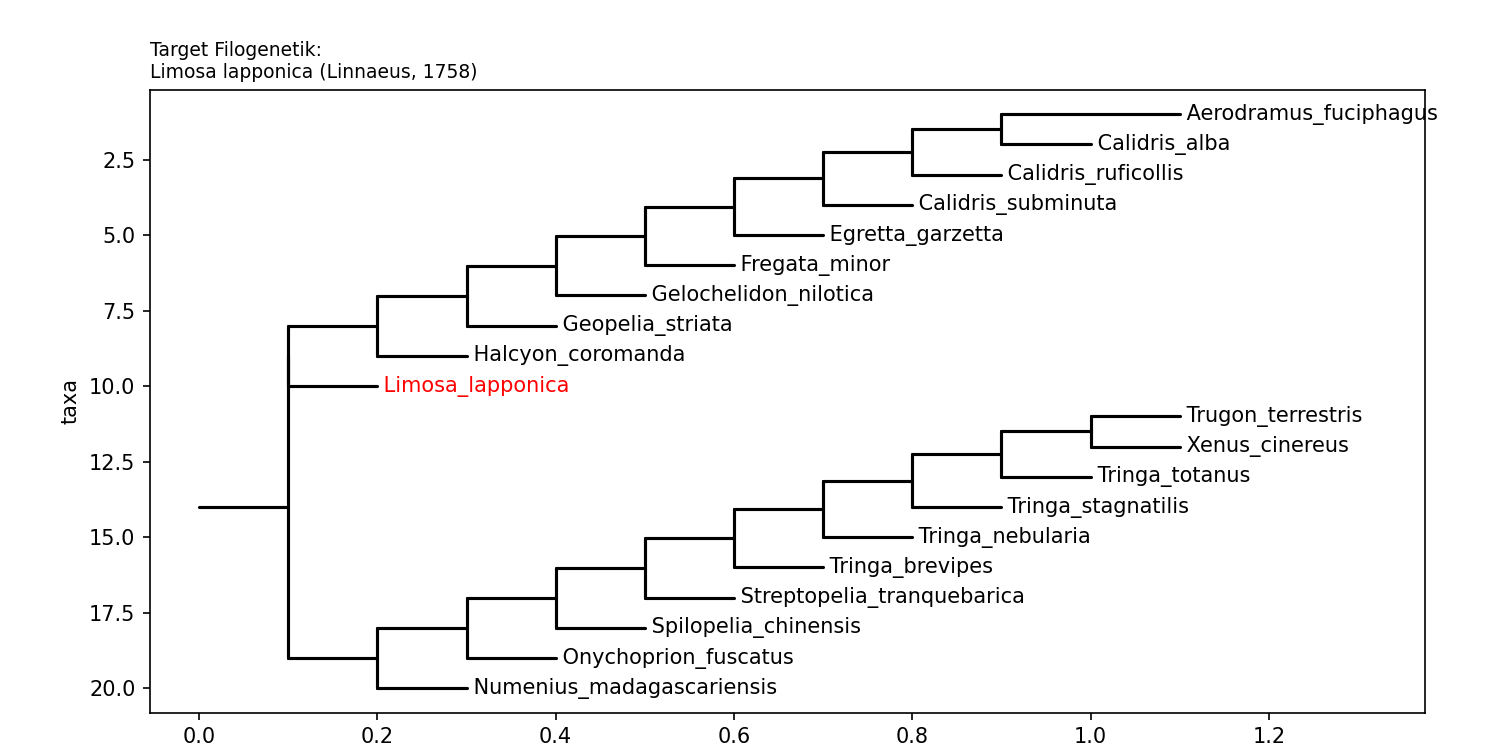 Target Filogenetik:
Limosa lapponica (Linnaeus, 1758)
Aerodramus_fuciphagus
Calidris_alba
2.5
Calidris_ruficollis
Calidris_subminuta
5.0
Egretta_garzetta
Fregata_minor
Gelochelidon_nilotica
7.5
Geopelia_striata
Halcyon_coromanda
10.0
Limosa_lapponica
taxa
Trugon_terrestris
Xenus_cinereus
12.5
Tringa_totanus
Tringa_stagnatilis
15.0
Tringa_nebularia
Tringa_brevipes
Streptopelia_tranquebarica
17.5
Spilopelia_chinensis
Onychoprion_fuscatus
20.0
Numenius_madagascariensis
0.0 0.2 0.4 0.6 0.8 1.0 1.2